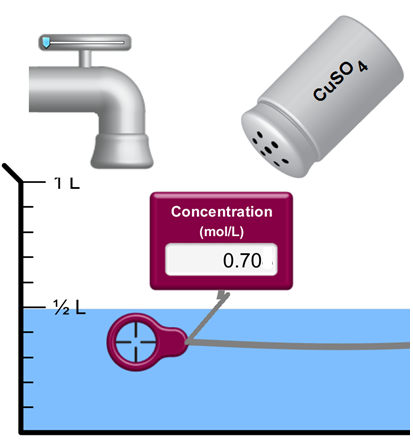 CuSO4
1 L
Concentration
(mol/L)
0.70
½ L